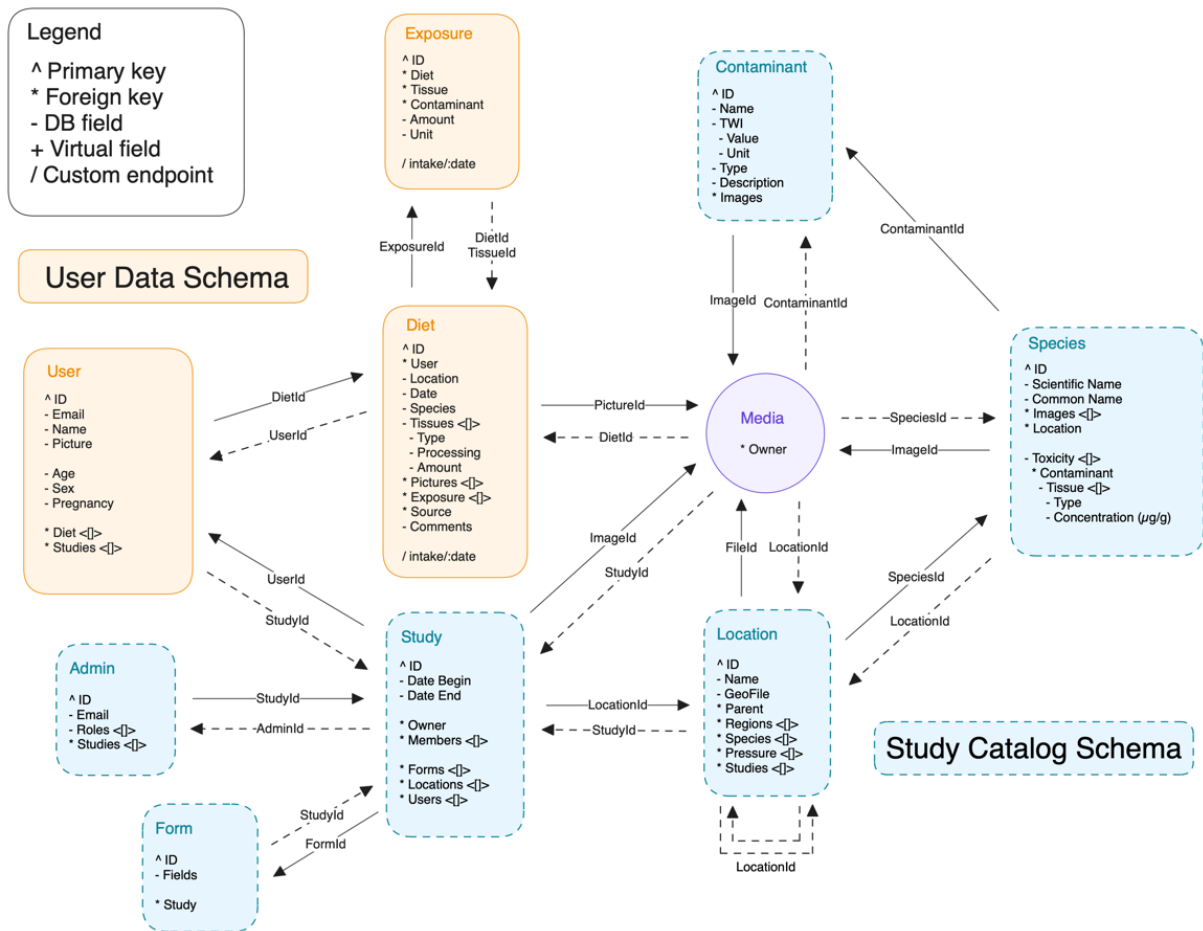 Legend
^ Primary key
* Foreign key
- DB field
+ Virtual field
/ Custom endpoint
User Data Schema
Exposure
^ ID
* Diet
* Tissue
* Contaminant
- Amount
- Unit
/ intake/:date
Contaminant
^ ID
- Name
- TWI
- Value
- Unit
- Type
- Description
* Images
ExposureId
DietId
TissueId
ImageId
ContaminantId
ContaminantId
User
^ ID
- Email
- Name
- Picture
- Age
- Sex
- Pregnancy
* Diet <[]>
* Studies <[]>
DietId
UserId
Diet
^ ID
* User
- Location
- Date
- Species
- Tissues <[]>
- Type
- Processing
- Amount
* Pictures <[]>
* Exposure <[]>
* Source
- Comments
/ intake/:date
PictureId
DietId
Media
* Owner
SpeciesId
ImageId
Species
^ ID
- Scientific Name
- Common Name
* Images <[]>
* Location
- Toxicity <[]>
* Contaminant
- Tissue <[]>
- Type
- Concentration (µg/g)
UserId
StudyId
ImageId
StudyId
FileId
LocationId
SpeciesId
LocationId
Admin
^ ID
- Email
- Roles <[]>
* Studies <[]>
StudyId
AdminId
Study
^ ID
- Date Begin
- Date End
* Owner
* Members <[]>
* Forms <[]>
* Locations <[]>
* Users <[]>
LocationId
StudyId
Location
^ ID
- Name
- GeoFile
* Parent
* Regions <[]>
* Species <[]>
* Pressure <[]>
* Studies <[]>
LocationId
Study Catalog Schema
Form
^ ID
- Fields
* Study
StudyId
FormId